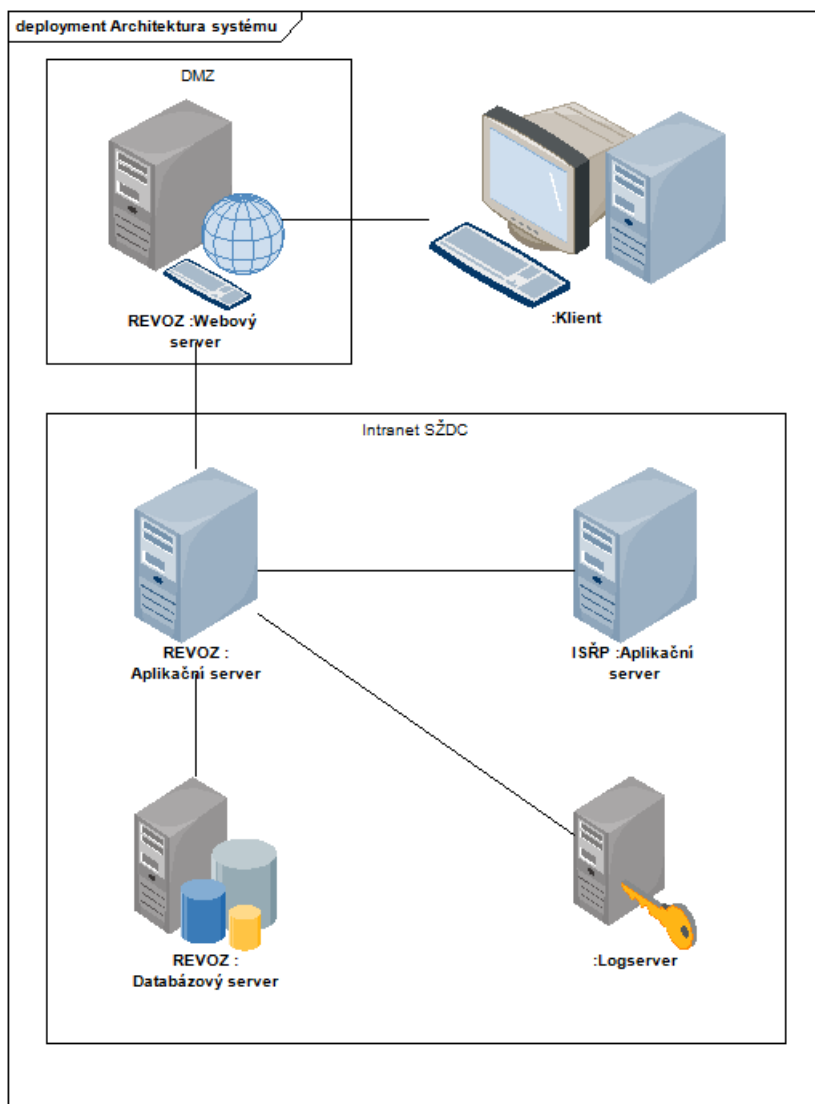 deployment Architektura systému
DMZ
REVOZ :Webový
server
:Klient
Intranet SŽDC
REVOZ :
Aplikační server
ISŘP :Aplikační
server
REVOZ :
Databázový server
:Logserver